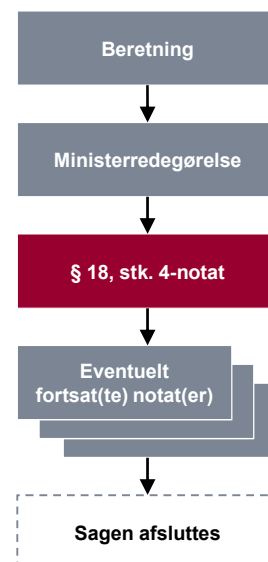 Beretning
Ministerredegørelse
§ 18, stk. 4-notat
Eventuelt
fortsat(te) notat(er)
Sagen afsluttes